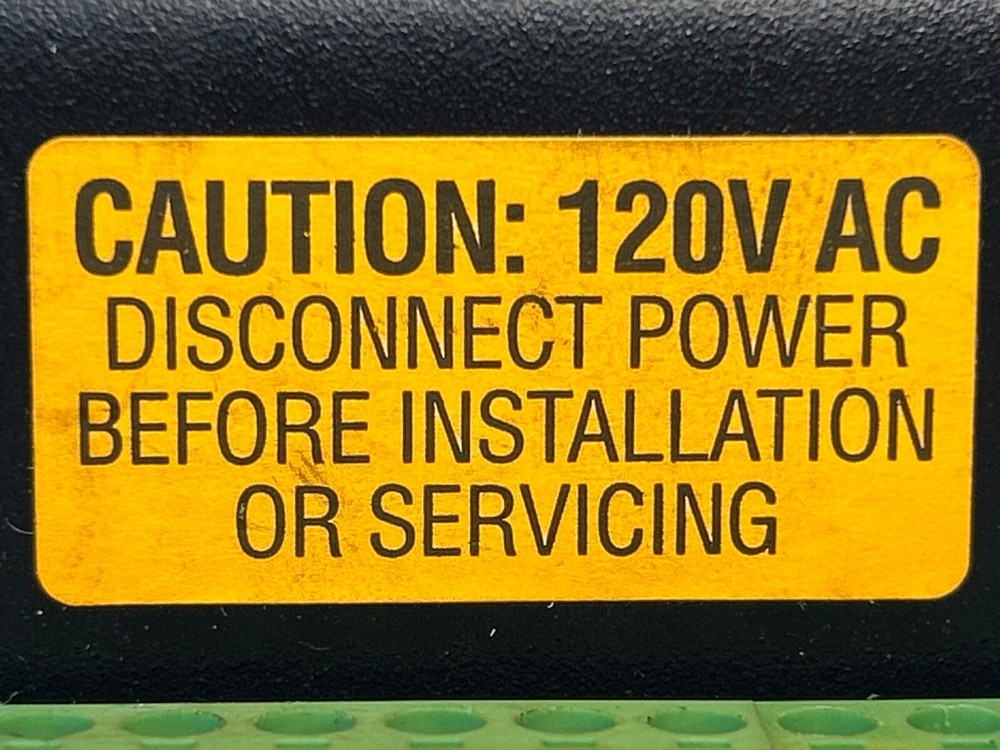 CAUTION: 120V AC
DISCONNECT POWER
BEFORE INSTALLATION
OR SERVICING